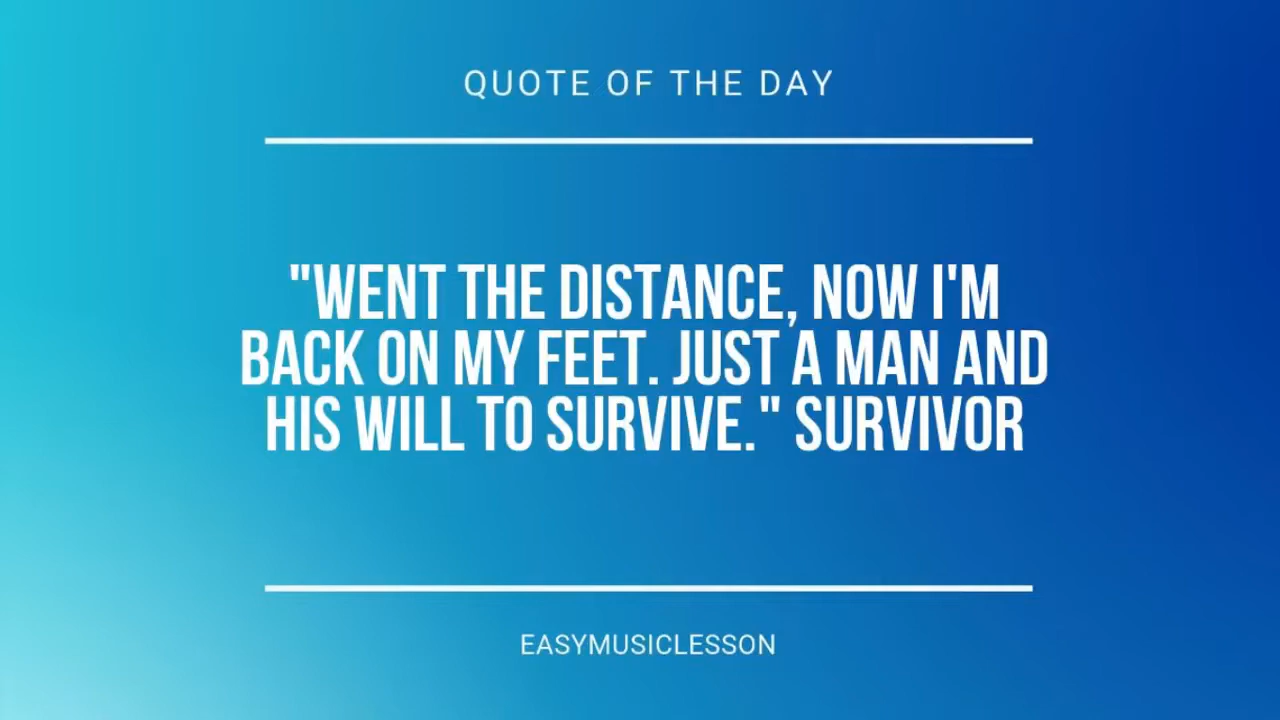 QUOTE OF THE DAY
"WENT THE DISTANCE, NOW I'M
BACK ON MY FEET. JUST A MAN AND
HIS WILL TO SURVIVE." SURVIVOR
EASYMUSICLESSON